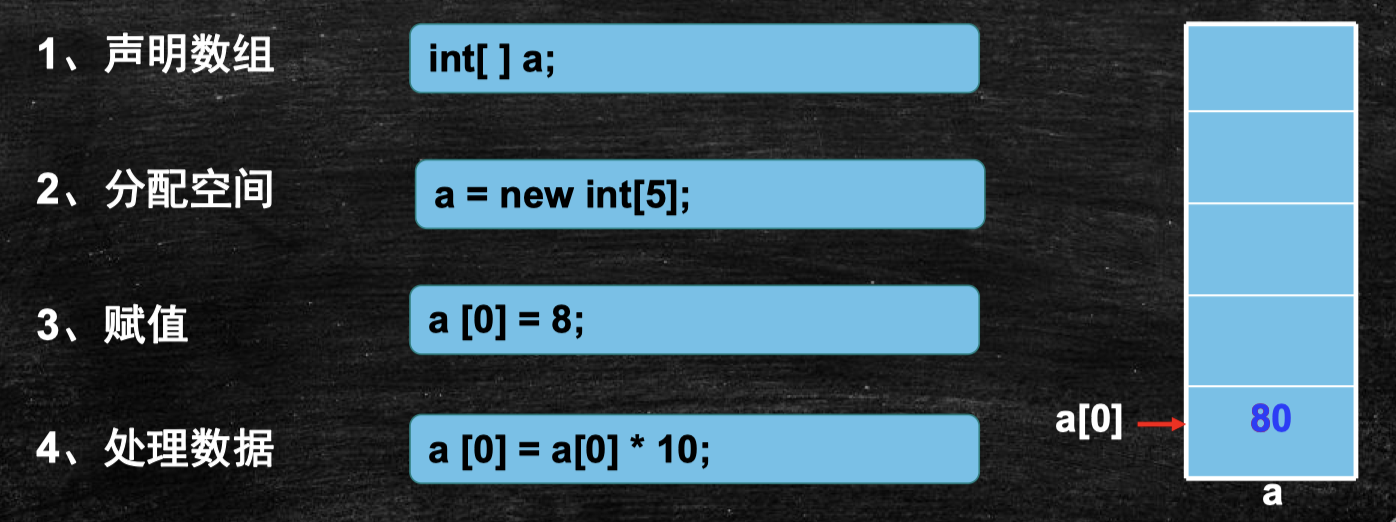 1、声明数组
int[ ] a;
2、分配空间
a = new int[5];
3、赋值
a [0] = 8;
4、处理数据
a [0] = a[0] * 10;
a[0]
80
a